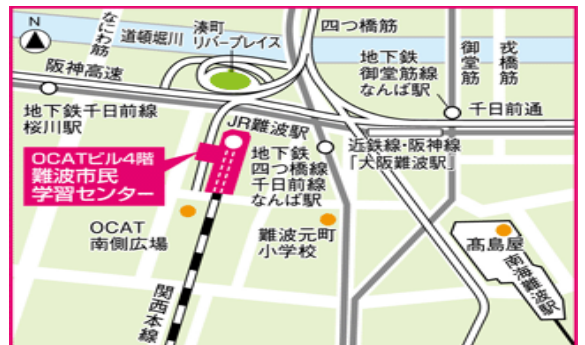 N
なにわ筋
道頓堀川
湊町
リバープレイス
四つ橋筋
地下鉄
御堂筋線
なんば駅
御堂筋
戎橋筋
阪神高速
千日前通
地下鉄千日前線
桜川駅
JR難波駅
近鉄線・阪神線
「大阪難波駅」
OCATビル4階
難波市民
学習センター
地下鉄
四つ橋線
千日前線
なんば駅
OCAT
南側広場
難波元町
小学校
髙島屋
南海難波駅
関西本線